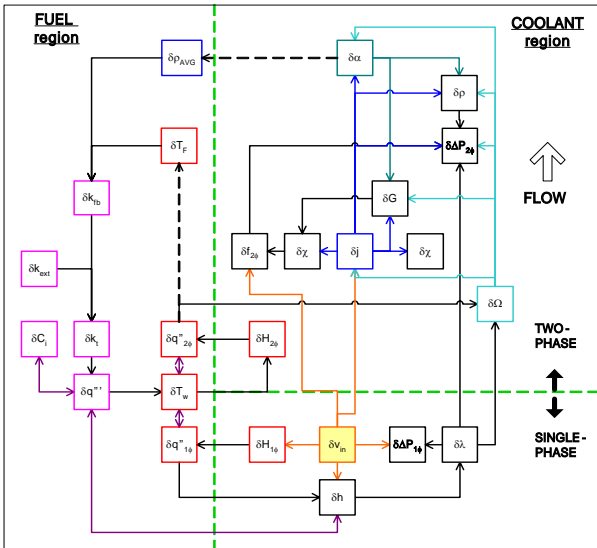 FUEL
region
COOLANT
region
δρAVG
δα
δρ
δTF
δΔP2ϕ
δkfb
δG
FLOW
δf2ϕ
δχ
δj
δχ
δkext
δΩ
TWO-
PHASE
δCi
δkt
δq"2ϕ
δH2ϕ
δq"'
δTw
SINGLE-
PHASE
δq"1ϕ
δH1ϕ
δvin
δΔP1ϕ
δλ
δh